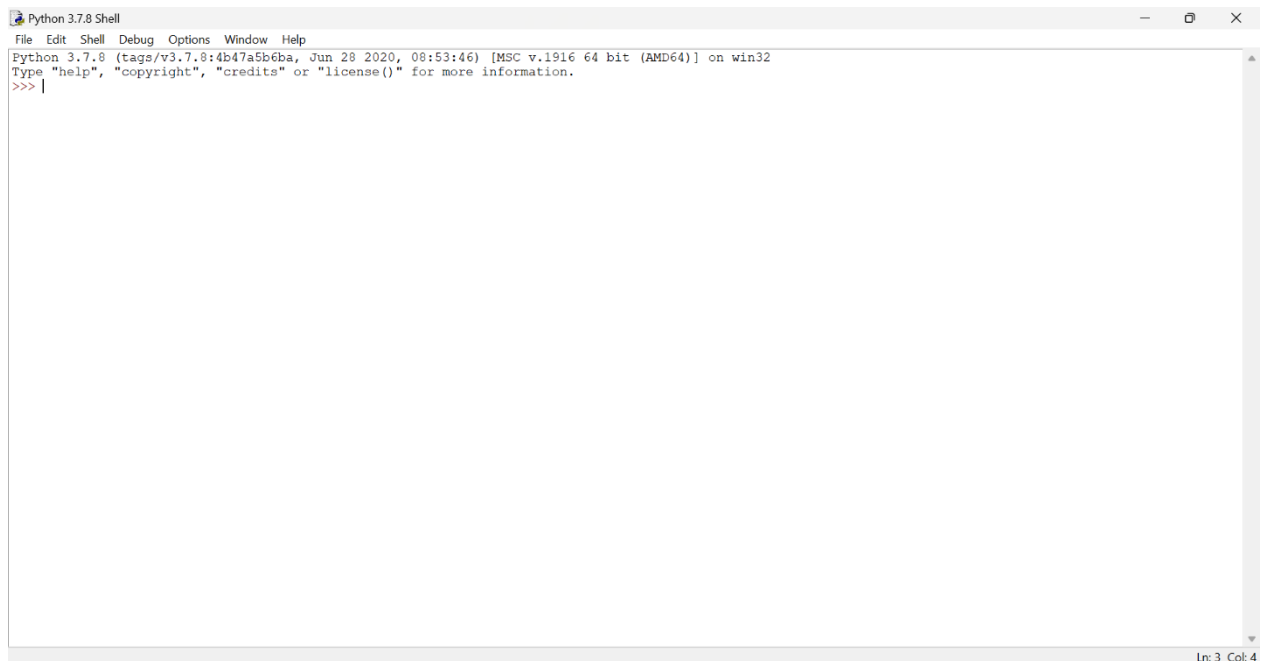 Python 3.7.8 Shell
File Edit Shell Debug Options Window Help
Python 3.7.8 (tags/v3.7.8:4b47a5b6ba, Jun 28 2020, 08:53:46) [MSC v.1916 64 bit (AMD64)] on win32
Type "help", "copyright", "credits" or "license()" for more information.
>>>
Ln: 3 Col: 4